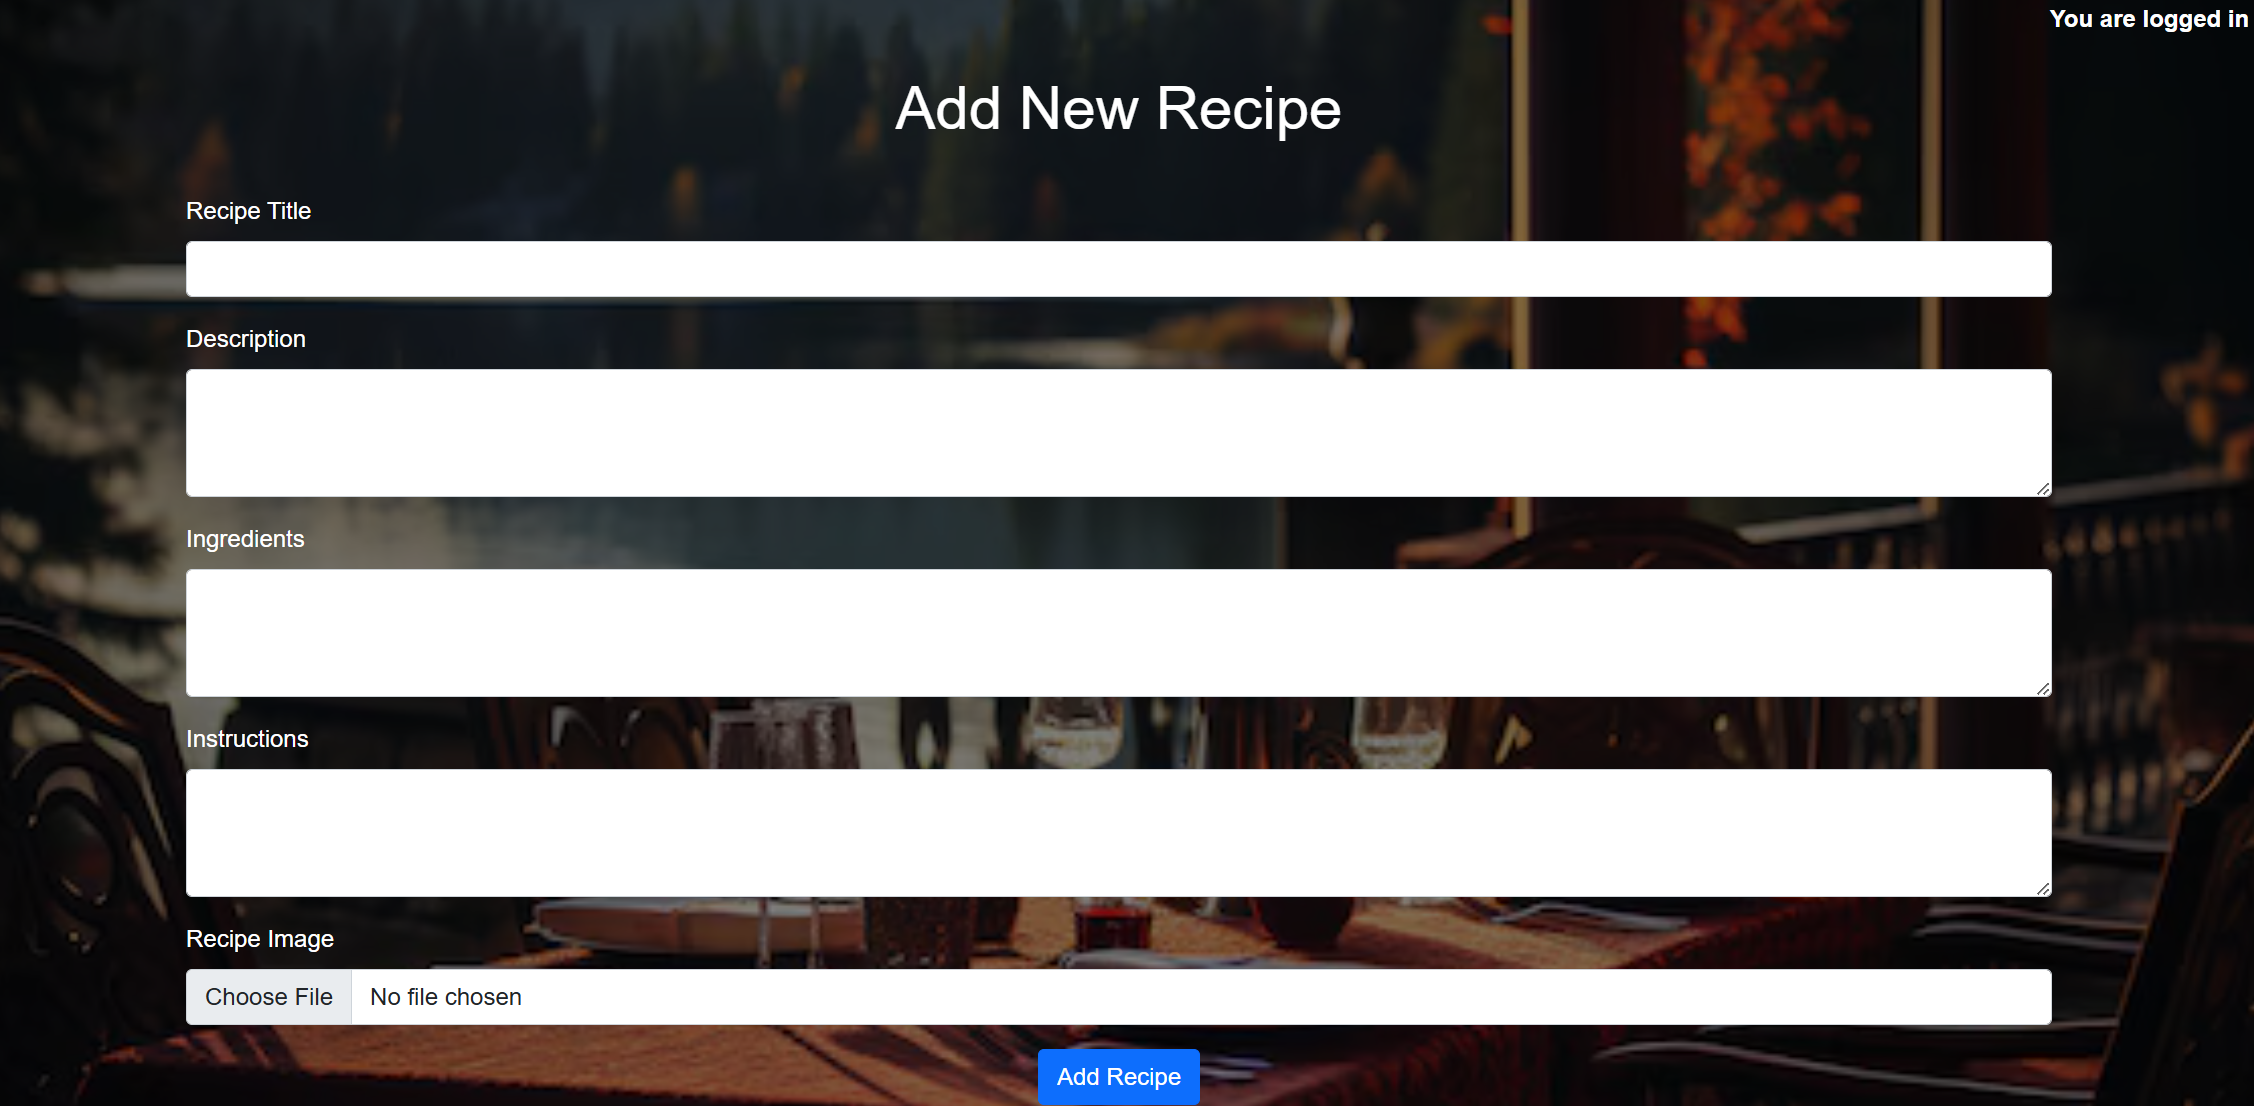 You are logged in
Add New Recipe
Recipe Title
Description
Ingredients
Instructions
Recipe Image
Choose File No file chosen
Add Recipe